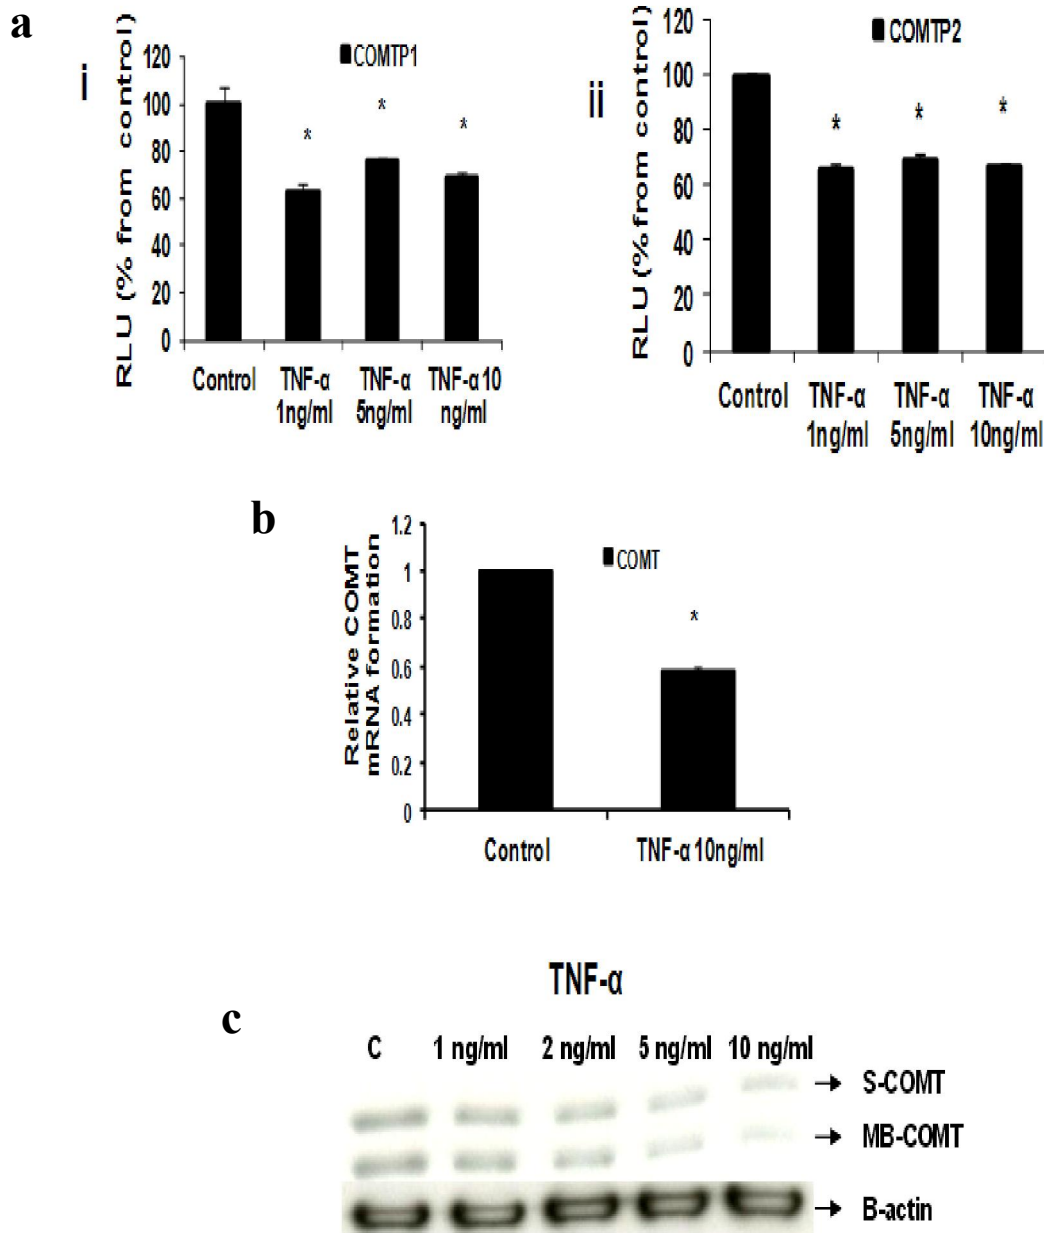 a
i
RLU (% from control)
120
100
80
60
40
20
0
COMTP1
*
*
*
Control
TNF-α 1ng/ml
TNF-α 5ng/ml
TNF-α 10 ng/ml
ii
RLU (% from control)
120
100
80
60
40
20
0
COMTP2
*
*
*
Control
TNF-α 1ng/ml
TNF-α 5ng/ml
TNF-α 10ng/ml
b
Relative COMT
mRNA formation
1.2
1
0.8
0.6
0.4
0.2
0
COMT
*
Control
TNF-α 10ng/ml
TNF-α
c
C 1 ng/ml 2 ng/ml 5 ng/ml 10 ng/ml
S-COMT
MB-COMT
B-actin